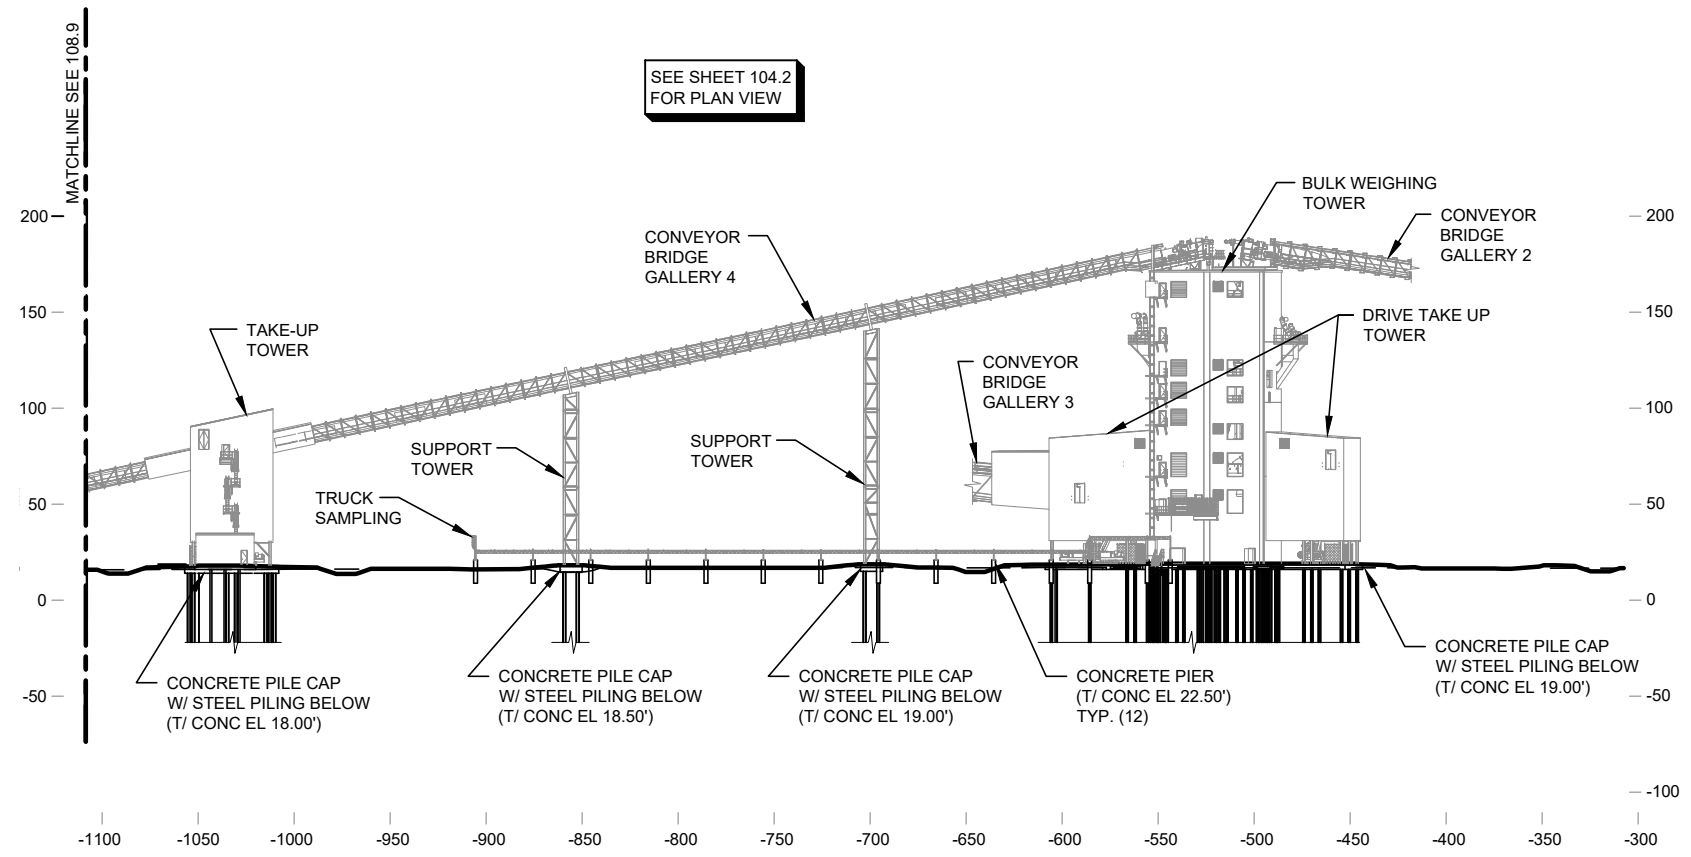 MATCHLINE SEE 108.9
SEE SHEET 104.2
FOR PLAN VIEW
BULK WEIGHING
TOWER
CONVEYOR
BRIDGE
GALLERY 2
CONVEYOR
BRIDGE
GALLERY 4
TAKE-UP
TOWER
DRIVE TAKE UP
TOWER
CONVEYOR
BRIDGE
GALLERY 3
SUPPORT
TOWER
SUPPORT
TOWER
TRUCK
SAMPLING
CONCRETE PILE CAP
W/ STEEL PILING BELOW
(T/ CONC EL 18.00')
CONCRETE PILE CAP
W/ STEEL PILING BELOW
(T/ CONC EL 18.50')
CONCRETE PILE CAP
W/ STEEL PILING BELOW
(T/ CONC EL 19.00')
CONCRETE PIER
(T/ CONC EL 22.50')
TYP. (12)
CONCRETE PILE CAP
W/ STEEL PILING BELOW
(T/ CONC EL 19.00')
200
150
100
50
0
-50
200
150
100
50
0
-50
-100
-1100 -1050 -1000 -950 -900 -850 -800 -750 -700 -650 -600 -550 -500 -450 -400 -350 -300